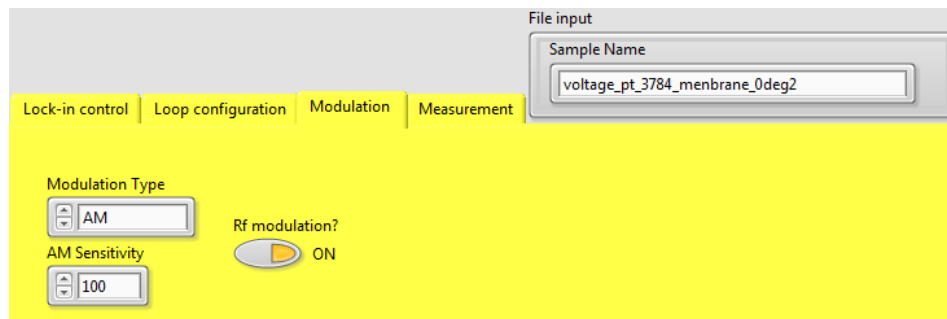 File input
Sample Name
voltage_pt_3784_menbrane_0deg2
Lock-in control Loop configuration Modulation Measurement
Modulation Type
AM
Rf modulation?
ON
AM Sensitivity
100